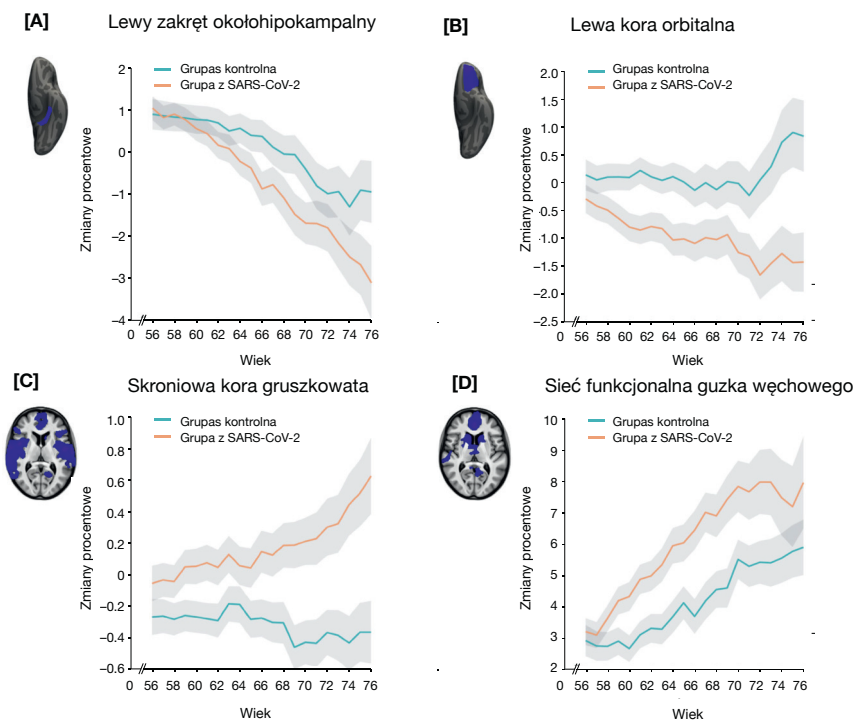 [A] Lewy zakręt okołohipokampalny
Grupas kontrolna
Grupa z SARS-CoV-2
Zmiany procentowe
2
1
0
−1
−2
−3
−4
0 56 58 60 62 64 66 68 70 72 74 76
Wiek
[B] Lewa kora orbitalna
Grupas kontrolna
Grupa z SARS-CoV-2
Zmiany procentowe
2.0
1.5
1.0
0.5
0
-0.5
.1.0
−1.5
−2.0
−2.5
0 56 58 60 62 64 66 68 70 72 74 76
Wiek
[C] Skroniowa kora gruszkowata
Grupas kontrolna
Grupa z SARS-CoV-2
Zmiany procentowe
1.0
0.8
0.6
0.4
0.2
0
−0.2
−0.4
−0.6
0 56 58 60 62 64 66 68 70 72 74 76
Wiek
[D] Sieć funkcjonalna guzka węchowego
Grupas kontrolna
Grupa z SARS-CoV-2
Zmiany procentowe
10
9
8
7
6
5
4
3
2
0 56 58 60 62 64 66 68 70 72 74 76
Wiek